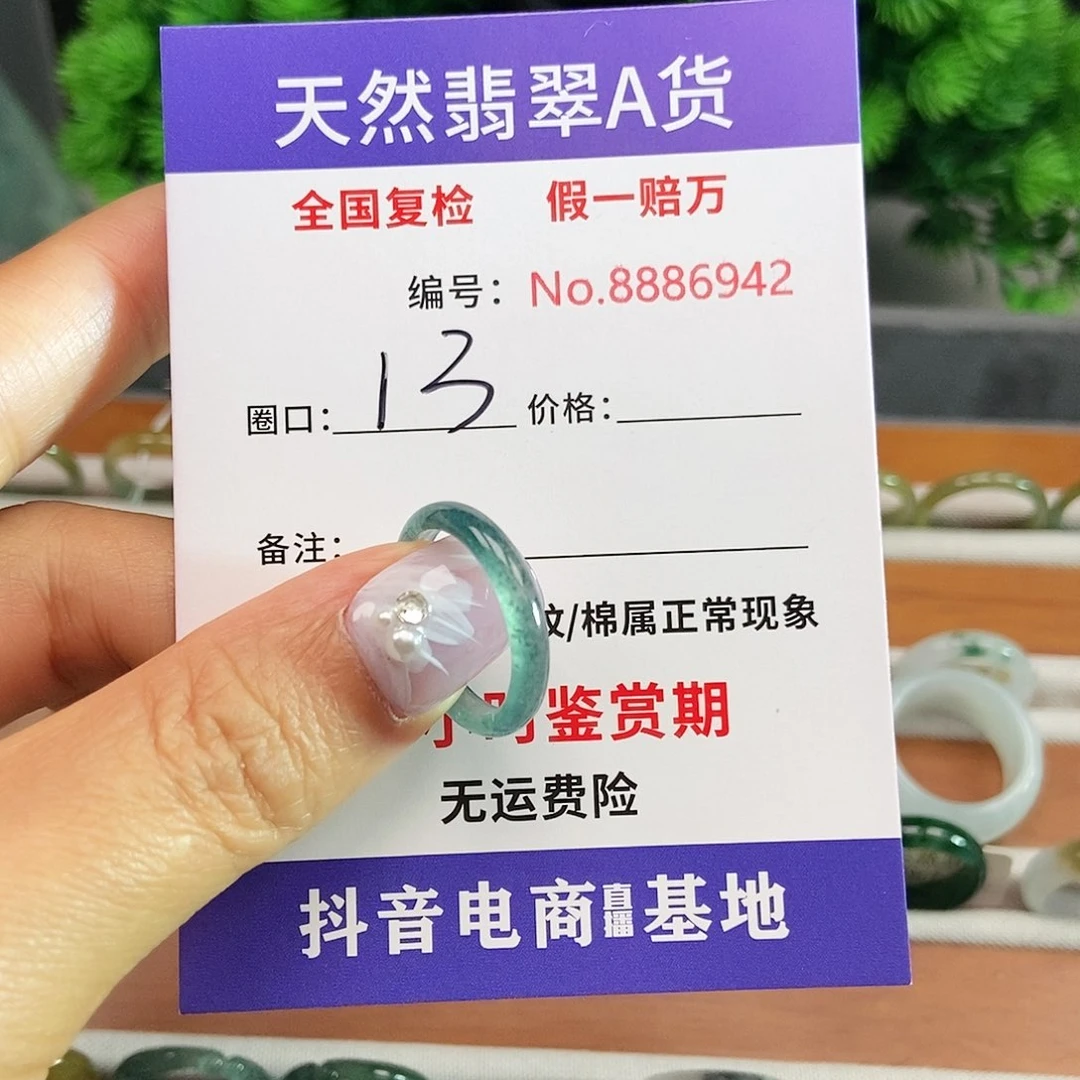 天然翡翠A货
全国复检 假一赔万
编号：No.8886942
圈口：13 价格：
备注：
纹/棉属正常现象
小时鉴赏期
无运费险
抖音电商直播基地